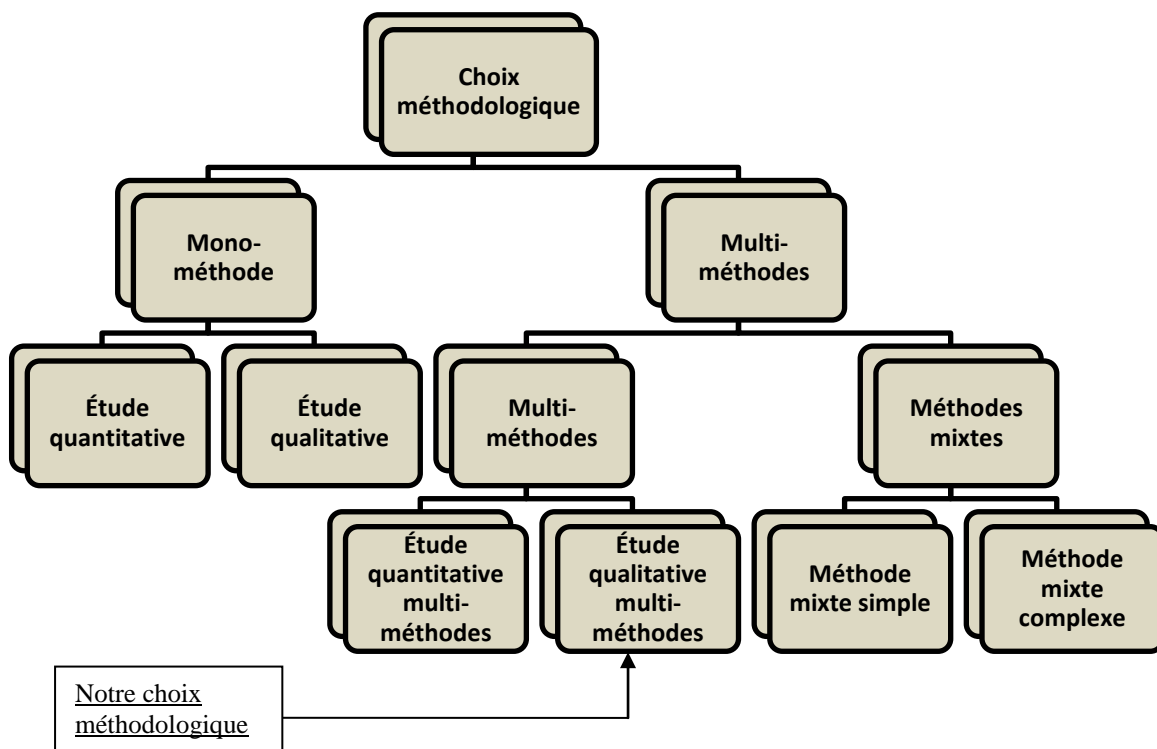 Choix
méthodologique
Mono-
méthode
Multi-
méthodes
Étude
quantitative
Étude
qualitative
Multi-
méthodes
Méthodes
mixtes
Étude
quantitative
multi-
méthodes
Étude
qualitative
multi-
méthodes
Méthode
mixte simple
Méthode
mixte
complexe
Notre choix
méthodologique